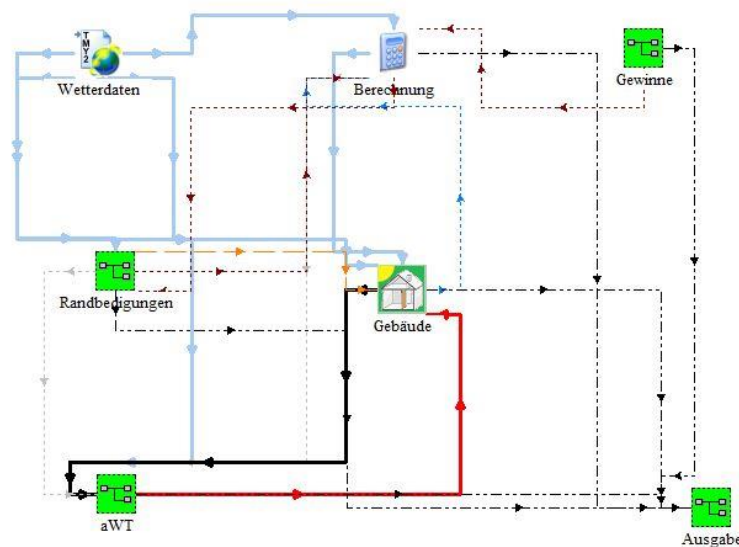 TMY2
Wetterdaten
Berechnung
Gewinne
Randbedigungen
Gebäude
aWT
Ausgabe